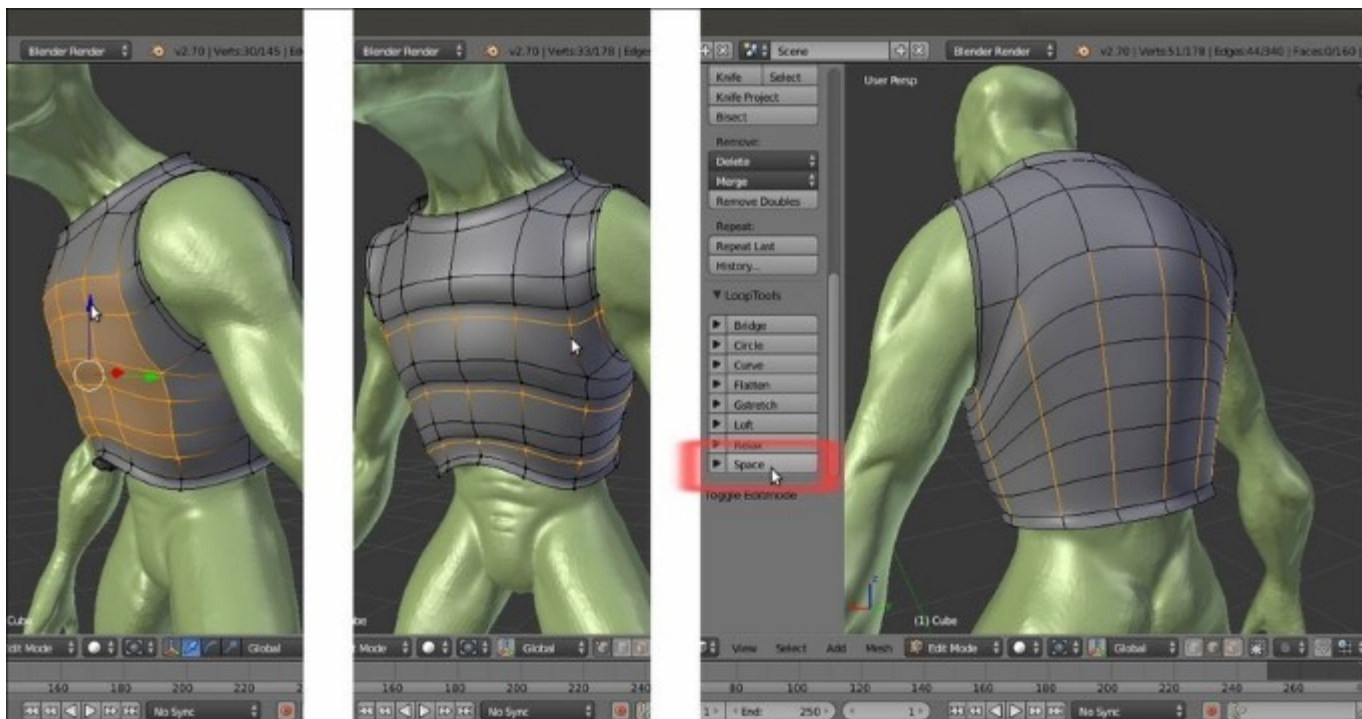 Blender Render
v2.70 | Verts:30/145 | Ed
Cube
dit Mode
Global
160 180 200 220 2
No Sync
Blender Render
v2.70 | Verts:33/178 | Edges
be
t Mode
Global
160 180 200 220 240
No Sync
Scene
Blender Render
v2.70 | Verts:51/178 | Edges:44/340 | Faces:0/160 |
Knife Select
Knife Project
Bisect
Remove:
Delete
Merge
Remove Doubles
Repeat:
Repeat Last
History...
LoopTools
Bridge
Circle
Curve
Flatten
Gstretch
Loft
Relax
Space
Toggle Editmode
User Persp
z
(1) Cube
View Select Add Mesh Edit Mode Global
80 100 120 140 160 180 200 220 240 260
1 End: 250 1 No Sync